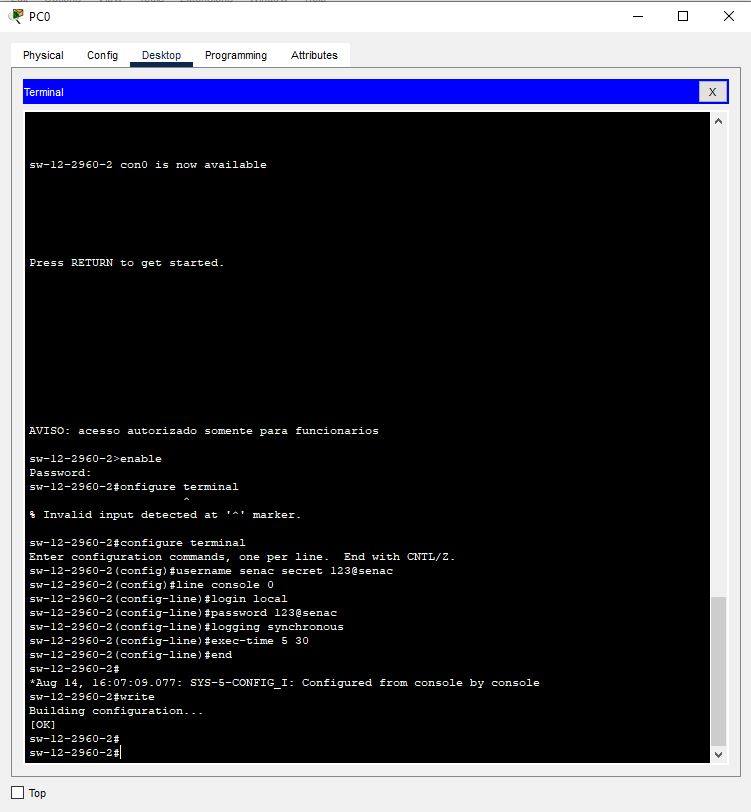 PC0
Physical Config Desktop Programming Attributes
Terminal X
sw-12-2960-2 con0 is now available
Press RETURN to get started.
AVISO: acesso autorizado somente para funcionarios
sw-12-2960-2>enable
Password:
sw-12-2960-2#onfigure terminal
^
% Invalid input detected at '^' marker.
sw-12-2960-2#configure terminal
Enter configuration commands, one per line.  End with CNTL/Z.
sw-12-2960-2(config)#username senac secret 123@senac
sw-12-2960-2(config)#line console 0
sw-12-2960-2(config-line)#login local
sw-12-2960-2(config-line)#password 123@senac
sw-12-2960-2(config-line)#logging synchronous
sw-12-2960-2(config-line)#exec-time 5 30
sw-12-2960-2(config-line)#end
sw-12-2960-2#
*Aug 14, 16:07:09.077: SYS-5-CONFIG_I: Configured from console by console
sw-12-2960-2#write
Building configuration...
[OK]
sw-12-2960-2#
sw-12-2960-2#
Top